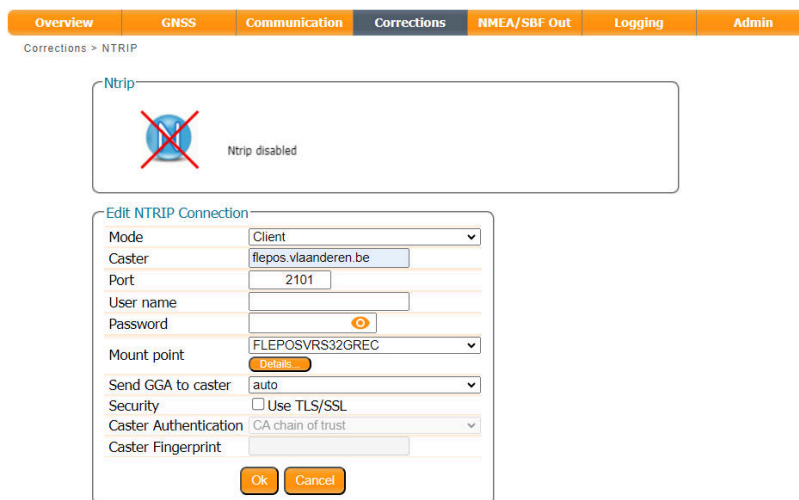 Overview GNSS Communication Corrections NMEA/SBF Out Logging Admin
Corrections > NTRIP
Ntrip
N
Ntrip disabled
Edit NTRIP Connection
Mode Client
Caster flepos.vlaanderen.be
Port 2101
User name
Password
Mount point FLEPOSVRS32GREC
Details...
Send GGA to caster auto
Security Use TLS/SSL
Caster Authentication CA chain of trust
Caster Fingerprint
Ok Cancel